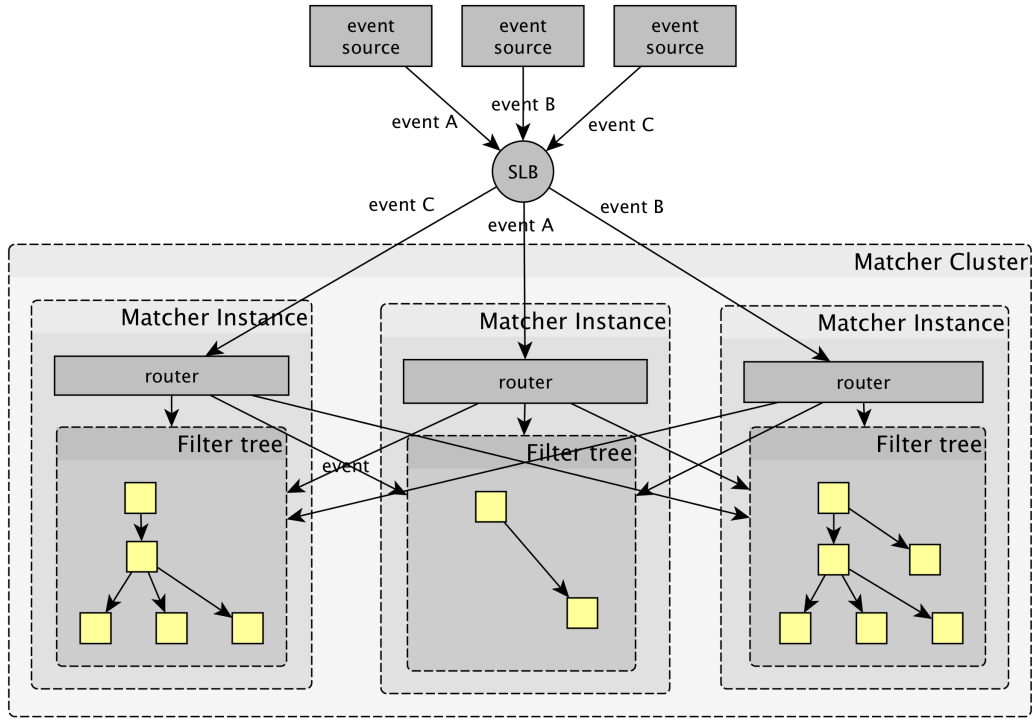 event
source
event
source
event
source
event A
event B
event C
SLB
event C
event A
event B
Matcher Cluster
Matcher Instance
Matcher Instance
Matcher Instance
router
router
router
Filter tree
Filter tree
Filter tree
event